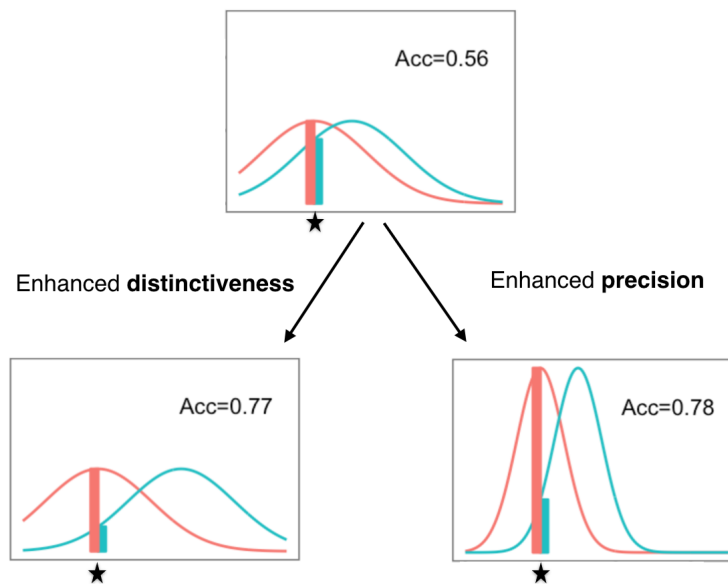 Acc=0.56
Enhanced distinctiveness
Enhanced precision
Acc=0.77
Acc=0.78